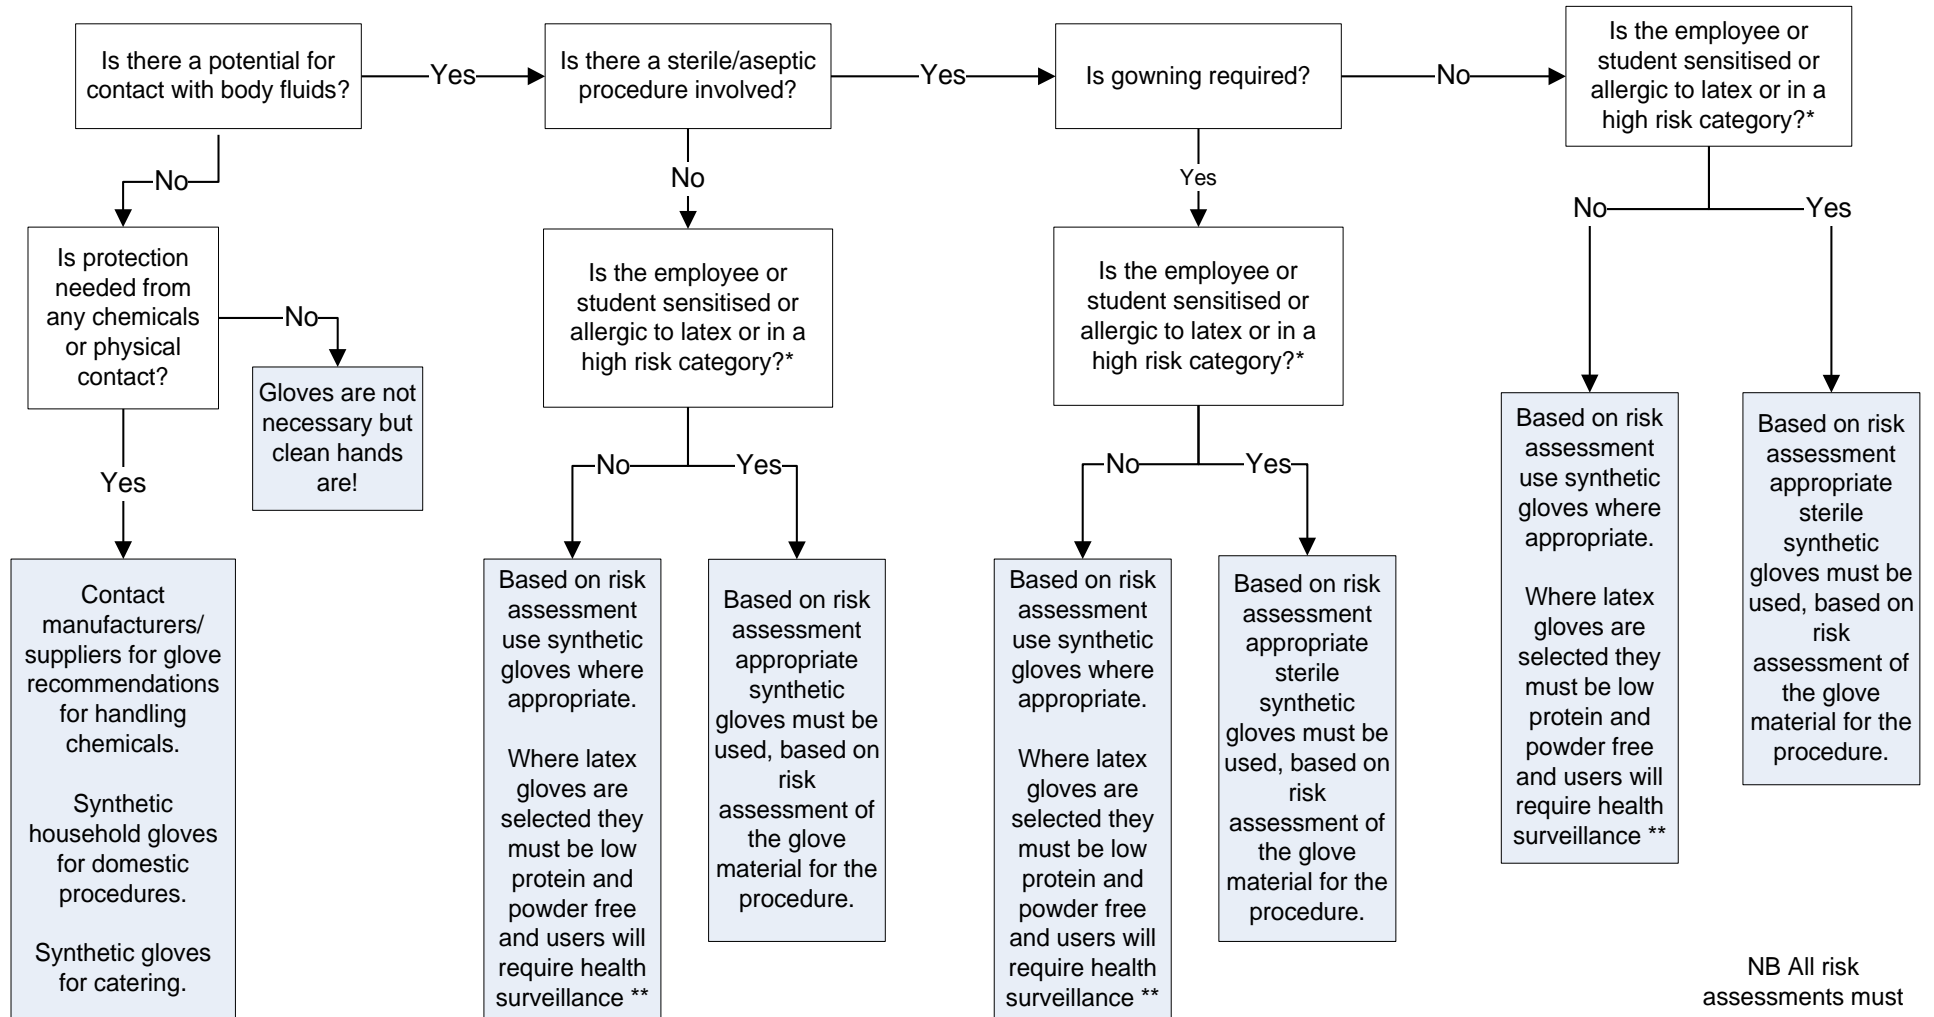 Is there a potential for
contact with body fluids?
Yes
Is there a sterile/aseptic
procedure involved?
Yes
Is gowning required?
No
Is the employee or
student sensitised or
allergic to latex or in a
high risk category?*
No
No
Yes
No
Yes
Is protection
needed from
any chemicals
or physical
contact?
No
Gloves are not
necessary but
clean hands
are!
Yes
Contact
manufacturers/
suppliers for glove
recommendations
for handling
chemicals.
Synthetic
household gloves
for domestic
procedures.
Synthetic gloves
for catering.
Is the employee or
student sensitised or
allergic to latex or in a
high risk category?*
No
Yes
Based on risk
assessment
use synthetic
gloves where
appropriate.
Where latex
gloves are
selected they
must be low
protein and
powder free
and users will
require health
surveillance **
Based on risk
assessment
appropriate
synthetic
gloves must be
used, based on
risk
assessment of
the glove
material for the
procedure.
Is the employee or
student sensitised or
allergic to latex or in a
high risk category?*
No
Yes
Based on risk
assessment
use synthetic
gloves where
appropriate.
Where latex
gloves are
selected they
must be low
protein and
powder free
and users will
require health
surveillance **
Based on risk
assessment
appropriate
sterile
synthetic
gloves must be
used, based on
risk
assessment of
the glove
material for the
procedure.
Based on risk
assessment
use synthetic
gloves where
appropriate.
Where latex
gloves are
selected they
must be low
protein and
powder free
and users will
require health
surveillance **
Based on risk
assessment
appropriate
sterile
synthetic
gloves must be
used, based on
risk
assessment of
the glove
material for the
procedure.
NB All risk
assessments must